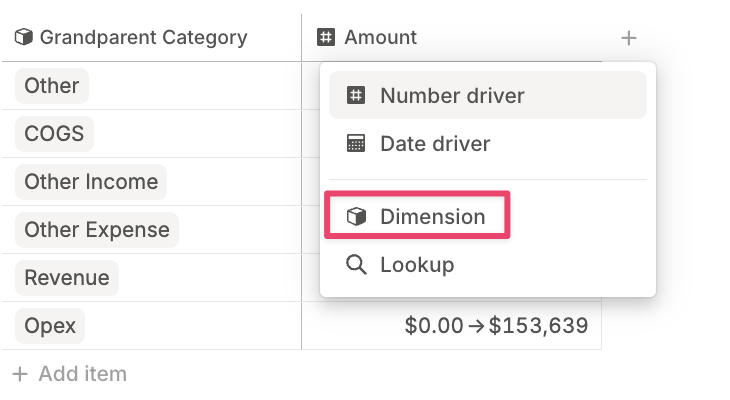 Grandparent Category
Amount
+
Other
Number driver
COGS
Date driver
Other Income
Other Expense
Dimension
Revenue
Lookup
Opex
$0.00→$153,639
+ Add item